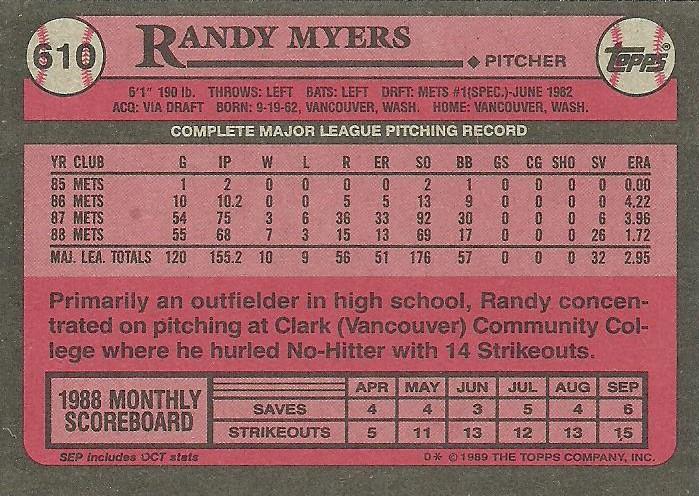 610
RANDY MYERS
◆ PITCHER
TOPPS®
6'1" 190 lb. THROWS: LEFT BATS: LEFT DRFT: METS #1(SPEC.)-JUNE 1982
ACQ: VIA DRAFT BORN: 9-19-62, VANCOUVER, WASH. HOME: VANCOUVER, WASH.
COMPLETE MAJOR LEAGUE PITCHING RECORD
YR CLUB G IP W L R ER SO BB GS CG SHO SV ERA
85 METS 1 2 0 0 0 0 2 1 0 0 0 0 0.00
86 METS 10 10.2 0 0 5 5 13 9 0 0 0 0 4.22
87 METS 54 75 3 6 36 33 92 30 0 0 0 6 3.96
88 METS 55 68 7 3 15 13 69 17 0 0 0 26 1.72
MAJ. LEA. TOTALS 120 155.2 10 9 56 51 176 57 0 0 0 32 2.95
Primarily an outfielder in high school, Randy concen-
trated on pitching at Clark (Vancouver) Community Col-
lege where he hurled No-Hitter with 14 Strikeouts.
1988 MONTHLY
SCOREBOARD
APR MAY JUN JUL AUG SEP
SAVES 4 4 3 5 4 6
STRIKEOUTS 5 11 13 12 13 15
SEP includes OCT stats
D* © 1989 THE TOPPS COMPANY, INC.